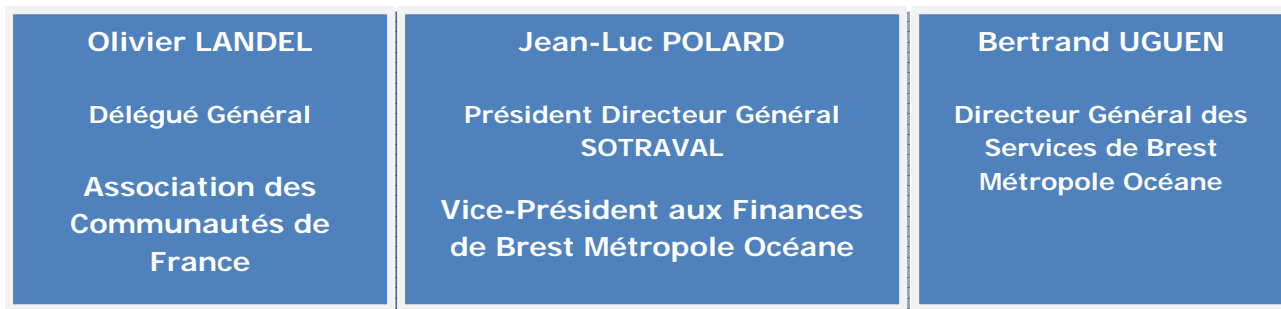 Olivier LANDEL
Délégué Général
Association des
Communautés de
France
Jean-Luc POLARD
Président Directeur Général
SOTRAVAL
Vice-Président aux Finances
de Brest Métropole Océane
Bertrand UGUEN
Directeur Général des
Services de Brest
Métropole Océane